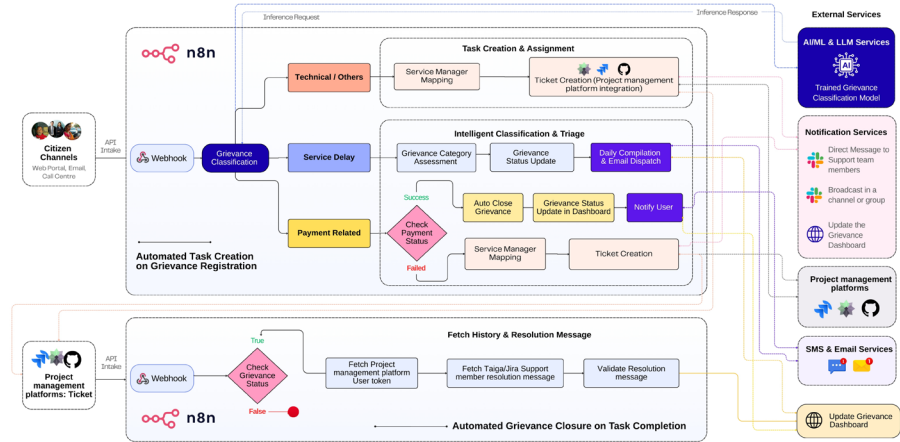 Inference Request
Inference Response
External Services
n8n
Task Creation & Assignment
AI/ML & LLM Services
AI
Trained Grievance
Classification Model
Technical / Others
Service Manager
Mapping
Ticket Creation (Project management
platform integration)
Citizen
Channels
Web Portal, Email,
Call Centre
API
Intake
Webhook
Grievance
Classification
Intelligent Classification & Triage
Service Delay
Grievance Category
Assessment
Grievance
Status Update
Daily Compilation
& Email Dispatch
Notification Services
Direct Message to
Support team
members
Broadcast in a
channel or group
Update the
Grievance
Dashboard
Success
Auto Close
Grievance
Grievance Status
Update in Dashboard
Notify User
Payment Related
Check
Payment
Status
Failed
Service Manager
Mapping
Ticket Creation
Automated Task Creation
on Grievance Registration
Project management
platforms
Fetch History & Resolution Message
True
Project
management
platforms: Ticket
API
Intake
Webhook
Check
Grievance
Status
False
Fetch Project
management platform
User token
Fetch Taiga/Jira Support
member resolution message
Validate Resolution
message
SMS & Email Services
n8n
Automated Grievance Closure on Task Completion
Update Grievance
Dashboard